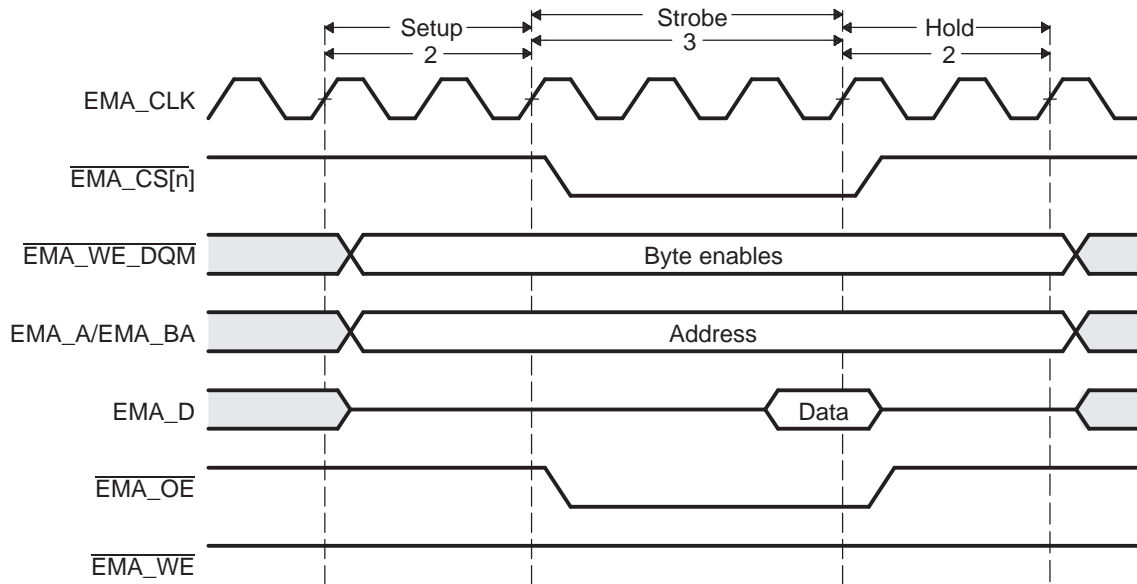 Setup
Strobe
Hold
2
3
2
EMA_CLK
EMA_CS[n]
EMA_WE_DQM
Byte enables
EMA_A/EMA_BA
Address
EMA_D
Data
EMA_OE
EMA_WE